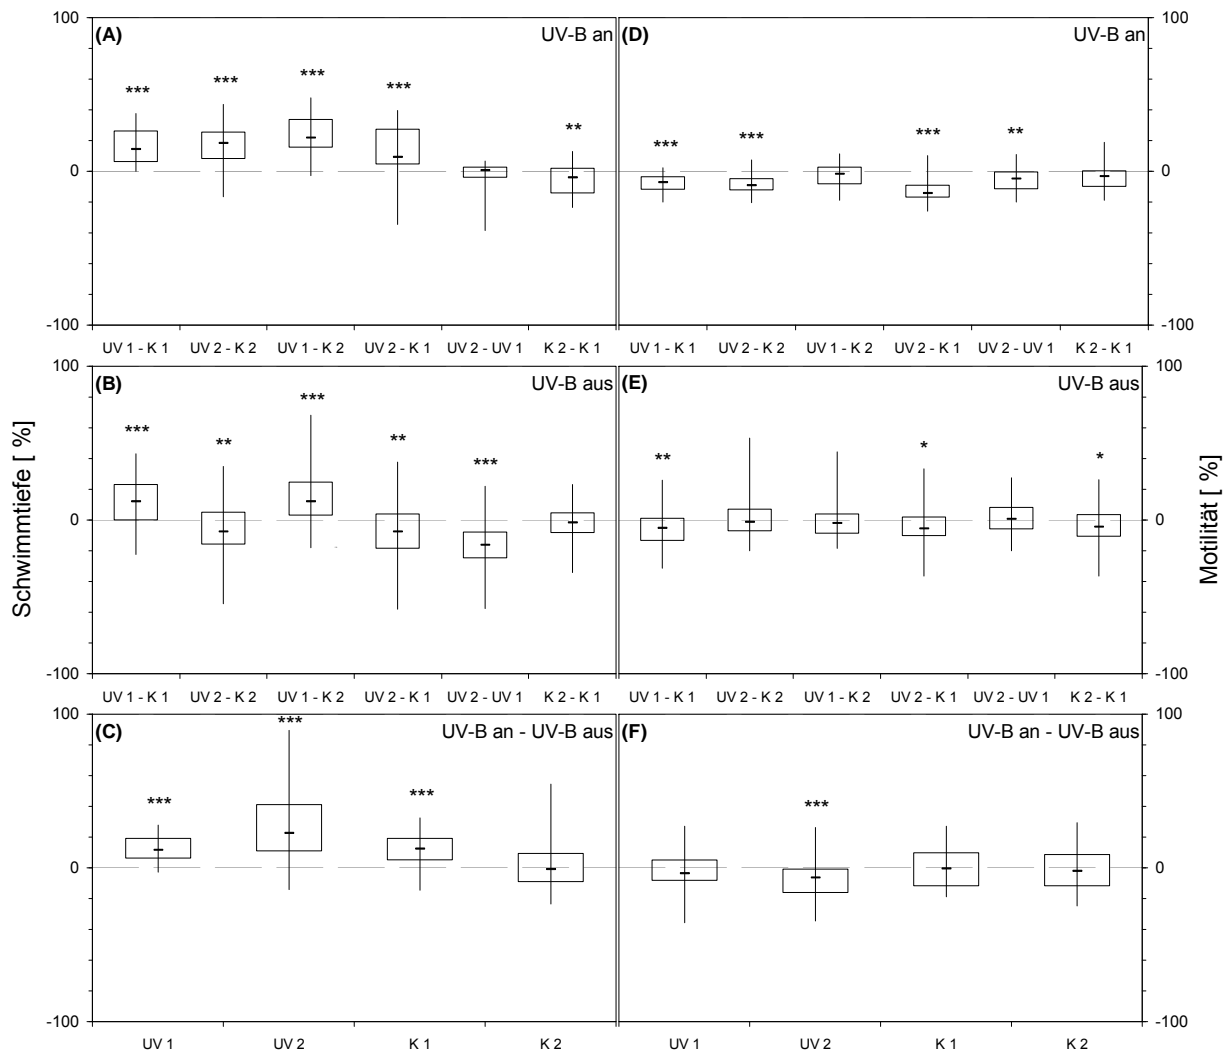 100
(A)
UV-B an
***
***
***
***
**
0
-100
UV 1 - K 1
UV 2 - K 2
UV 1 - K 2
UV 2 - K 1
UV 2 - UV 1
K 2 - K 1
(D)
UV-B an
100
***
***
***
**
0
-100
UV 1 - K 1
UV 2 - K 2
UV 1 - K 2
UV 2 - K 1
UV 2 - UV 1
K 2 - K 1
Schwimmtiefe [ %]
100
(B)
UV-B aus
***
**
***
**
***
0
-100
UV 1 - K 1
UV 2 - K 2
UV 1 - K 2
UV 2 - K 1
UV 2 - UV 1
K 2 - K 1
(E)
UV-B aus
100
**
*
*
0
-100
UV 1 - K 1
UV 2 - K 2
UV 1 - K 2
UV 2 - K 1
UV 2 - UV 1
K 2 - K 1
Motilität [ %]
100
(C)
UV-B an - UV-B aus
***
***
***
0
-100
UV 1
UV 2
K 1
K 2
(F)
UV-B an - UV-B aus
100
***
0
-100
UV 1
UV 2
K 1
K 2